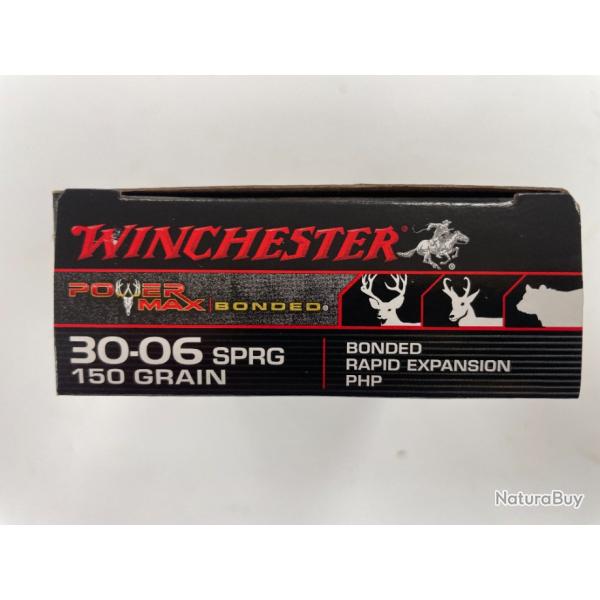 WINCHESTER®
POWER MAX BONDED®
30-06 SPRG
150 GRAIN
BONDED
RAPID EXPANSION
PHP
NaturaBuy